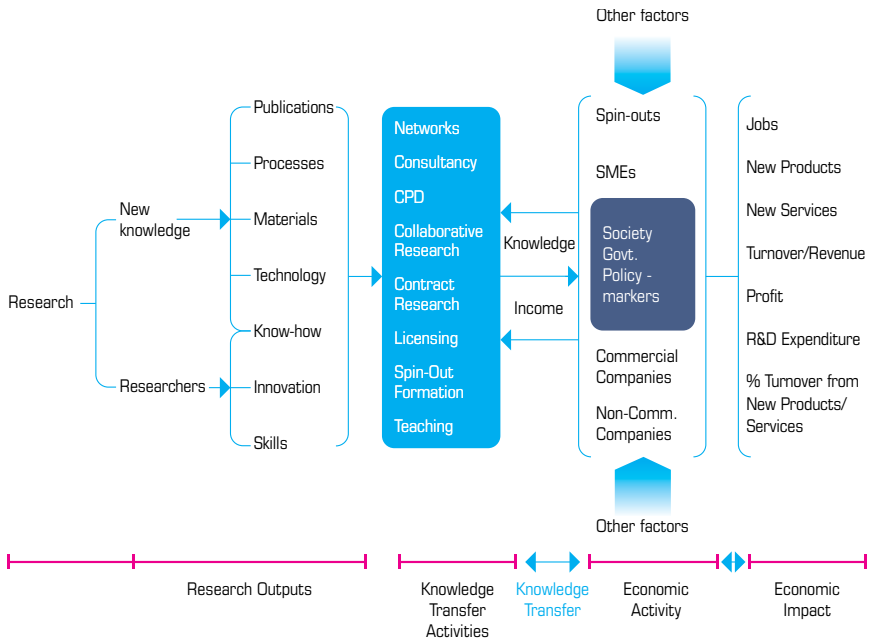 Other factors
Research
New
knowledge
Researchers
Publications
Processes
Materials
Technology
Know-how
Innovation
Skills
Networks
Consultancy
CPD
Collaborative
Research
Contract
Research
Licensing
Spin-Out
Formation
Teaching
Knowledge
Income
Spin-outs
SMEs
Society
Govt.
Policy -
markers
Commercial
Companies
Non-Comm.
Companies
Other factors
Jobs
New Products
New Services
Turnover/Revenue
Profit
R&D Expenditure
% Turnover from
New Products/
Services
Research Outputs
Knowledge
Transfer
Activities
Knowledge
Transfer
Economic
Activity
Economic
Impact